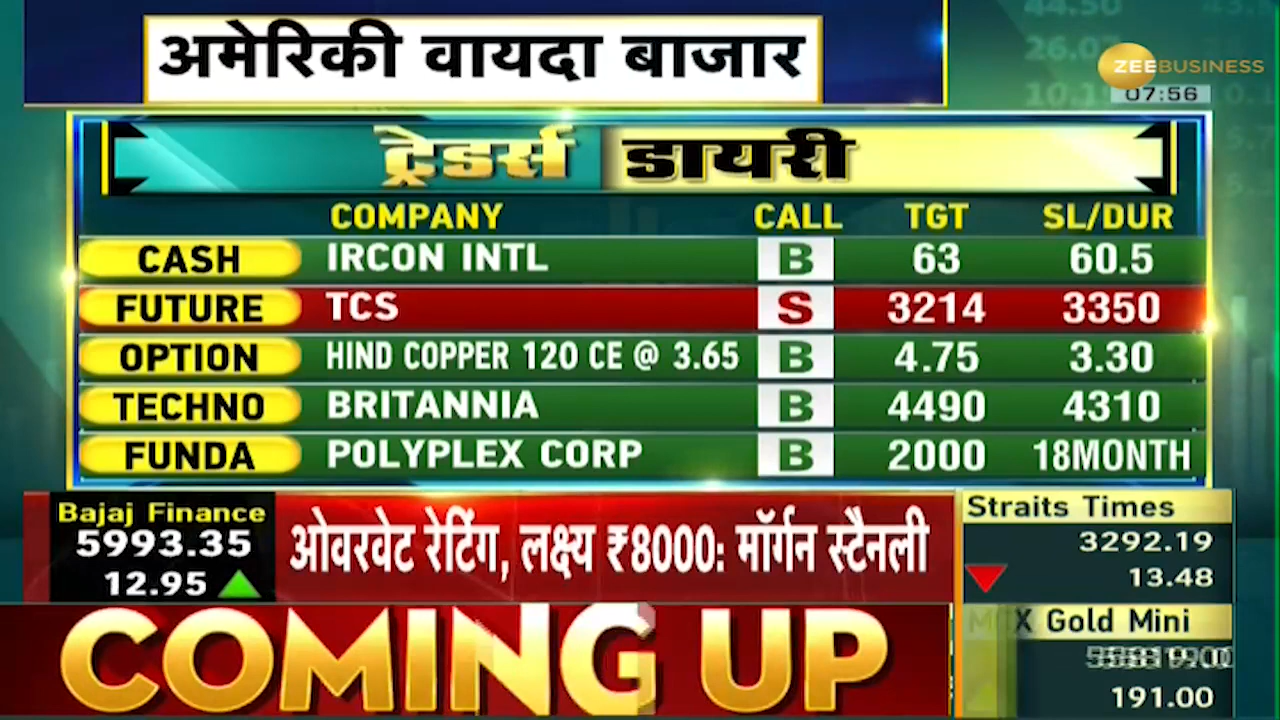 अमेरिकी वायदा बाजार
ZEEBUSINESS
07:56
ट्रेडर्स डायरी
COMPANY CALL TGT SL/DUR
CASH IRCON INTL B 63 60.5
FUTURE TCS S 3214 3350
OPTION HIND COPPER 120 CE @ 3.65 B 4.75 3.30
TECHNO BRITANNIA B 4490 4310
FUNDA POLYPLEX CORP B 2000 18MONTH
Bajaj Finance
5993.35
12.95
ओवरवेट रेटिंग, लक्ष्य ₹8000: मॉर्गन स्टैनली
Straits Times
3292.19
13.48
COMING UP
MCX Gold Mini
191.00